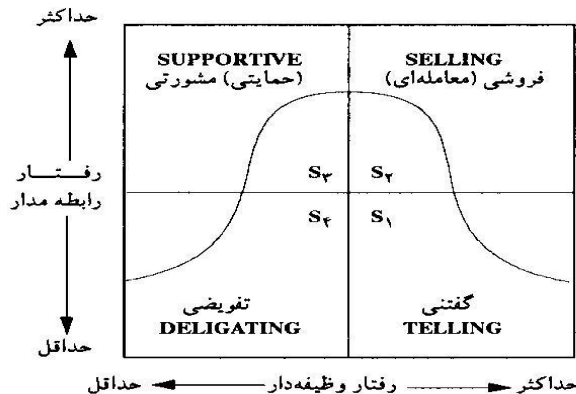 حداکثر
SUPPORTIVE
(حمایتی) مشورتی
SELLING
فروشی (معامله‌ای)
رفـــتـــار
رابطه مدار
S۳
S۲
S۴
S۱
تفویضی
DELIGATING
گفتنی
TELLING
حداقل
حداکثر
رفتار وظیفه‌دار
حداقل